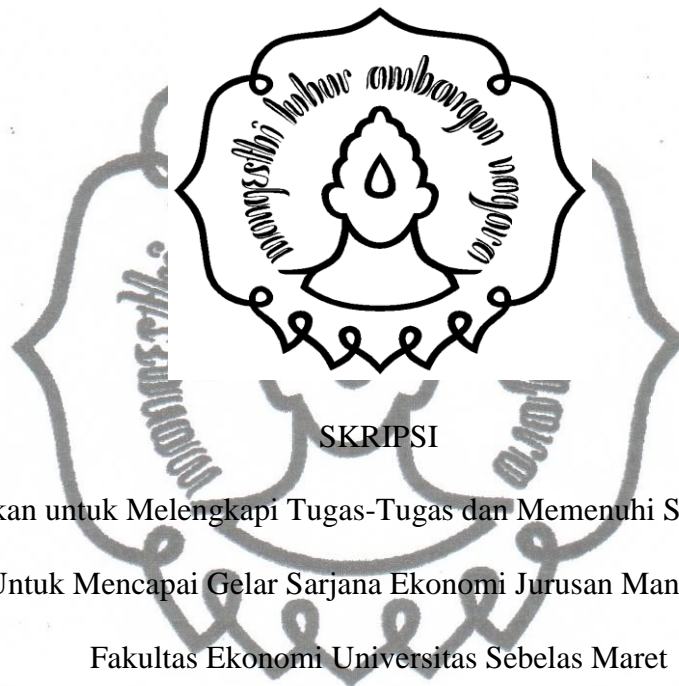 mangesthi luhur ambangun nagara
SKRIPSI
kan untuk Melengkapi Tugas-Tugas dan Memenuhi S
Untuk Mencapai Gelar Sarjana Ekonomi Jurusan Man
Fakultas Ekonomi Universitas Sebelas Maret